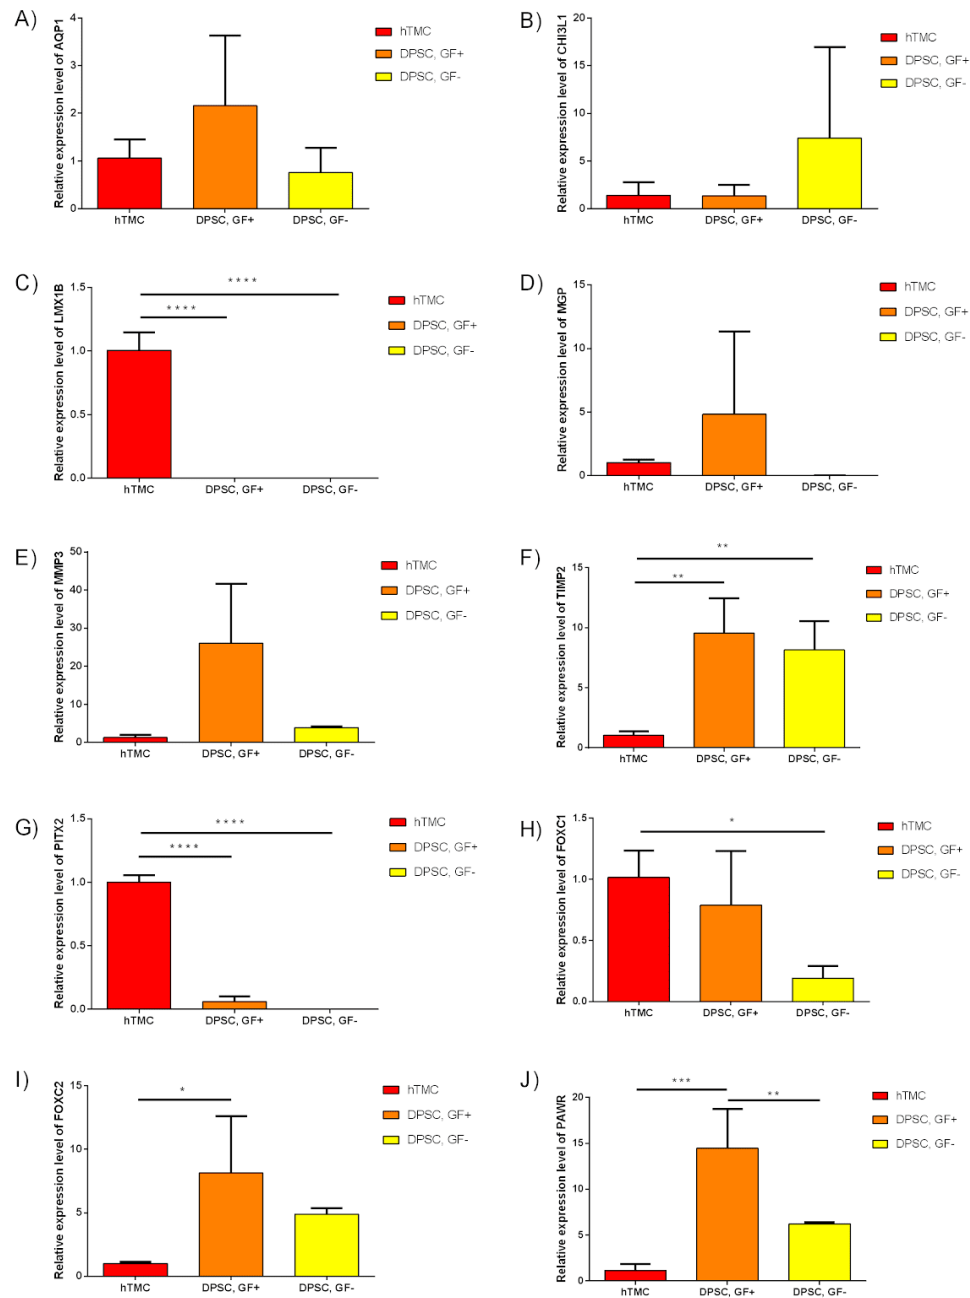 A)
Relative expression level of AQP1
4
3
2
1
0
hTMC
DPSC, GF+
DPSC, GF-
hTMC
DPSC, GF+
DPSC, GF-
B)
Relative expression level of CHI3L1
20
15
10
5
0
hTMC
DPSC, GF+
DPSC, GF-
hTMC
DPSC, GF+
DPSC, GF-
C)
Relative expression level of LMX1B
1.5
1.0
0.5
0.0
****
****
hTMC
DPSC, GF+
DPSC, GF-
hTMC
DPSC, GF+
DPSC, GF-
D)
Relative expression level of MGP
15
10
5
0
hTMC
DPSC, GF+
DPSC, GF-
hTMC
DPSC, GF+
DPSC, GF-
E)
Relative expression level of MMP3
50
40
30
20
10
0
hTMC
DPSC, GF+
DPSC, GF-
hTMC
DPSC, GF+
DPSC, GF-
F)
Relative expression level of TIMP2
15
10
5
0
**
**
hTMC
DPSC, GF+
DPSC, GF-
hTMC
DPSC, GF+
DPSC, GF-
G)
Relative expression level of PITX2
1.5
1.0
0.5
0.0
****
****
hTMC
DPSC, GF+
DPSC, GF-
hTMC
DPSC, GF+
DPSC, GF-
H)
Relative expression level of FOXC1
1.5
1.0
0.5
0.0
*
hTMC
DPSC, GF+
DPSC, GF-
hTMC
DPSC, GF+
DPSC, GF-
I)
Relative expression level of FOXC2
15
10
5
0
*
hTMC
DPSC, GF+
DPSC, GF-
hTMC
DPSC, GF+
DPSC, GF-
J)
Relative expression level of PAWR
20
15
10
5
0
***
**
hTMC
DPSC, GF+
DPSC, GF-
hTMC
DPSC, GF+
DPSC, GF-